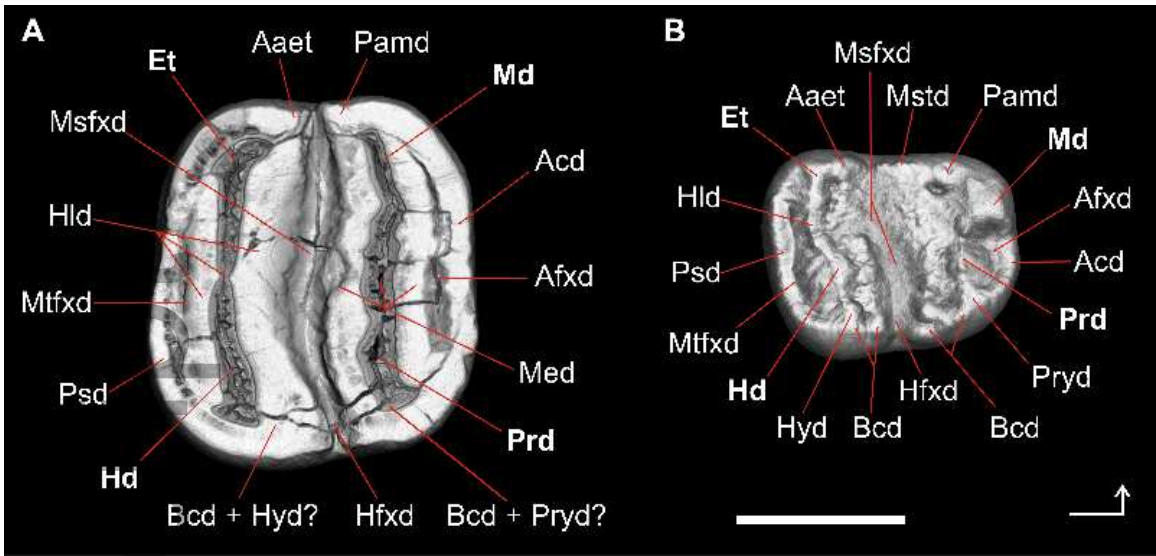 A
Aaet
Pamd
Et
Md
Msfxd
Acd
Hld
Mtfxd
Afxd
Psd
Med
Hd
Prd
Bcd + Hyd?
Hfxd
Bcd + Pryd?
B
Msfxd
Aaet
Mstd
Pamd
Et
Md
Hld
Afxd
Psd
Acd
Mtfxd
Prd
Hd
Pryd
Hyd
Bcd
Hfxd
Bcd